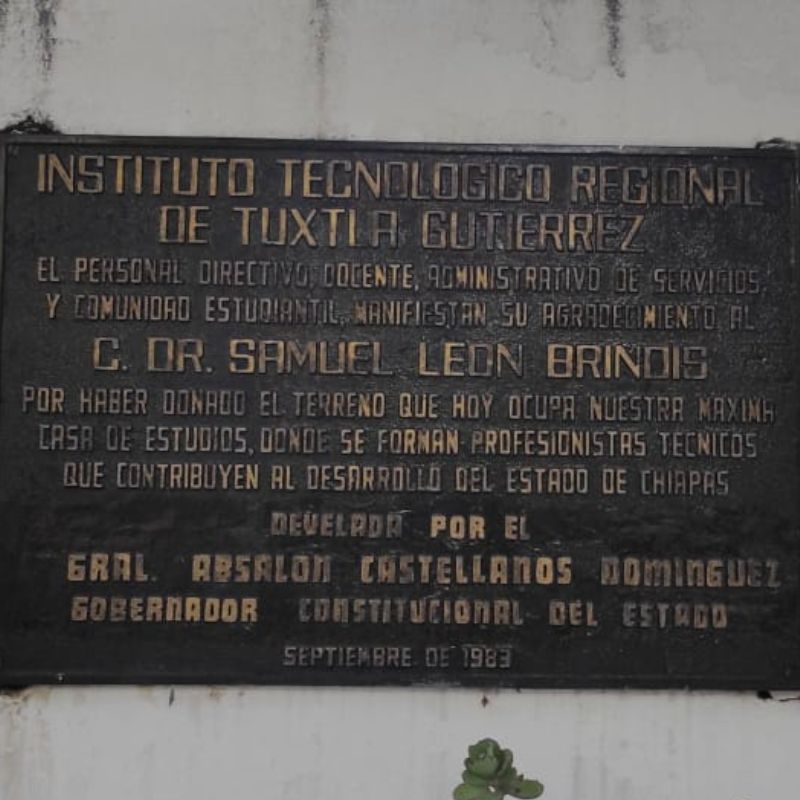 INSTITUTO TECNOLOGICO REGIONAL
DE TUXTLA GUTIERREZ
EL PERSONAL DIRECTIVO, DOCENTE, ADMINISTRATIVO DE SERVICIOS,
Y COMUNIDAD ESTUDIANTIL, MANIFIESTAN SU AGRADECIMIENTO AL
C. DR. SAMUEL LEON BRINDIS
POR HABER DONADO EL TERRENO QUE HOY OCUPA NUESTRA MAXIMA
CASA DE ESTUDIOS, DONDE SE FORMAN PROFESIONISTAS TECNICOS
QUE CONTRIBUYEN AL DESARROLLO DEL ESTADO DE CHIAPAS
DEVELADA POR EL
GRAL. ABSALON CASTELLANOS DOMINGUEZ
GOBERNADOR CONSTITUCIONAL DEL ESTADO
SEPTIEMBRE DE 1983